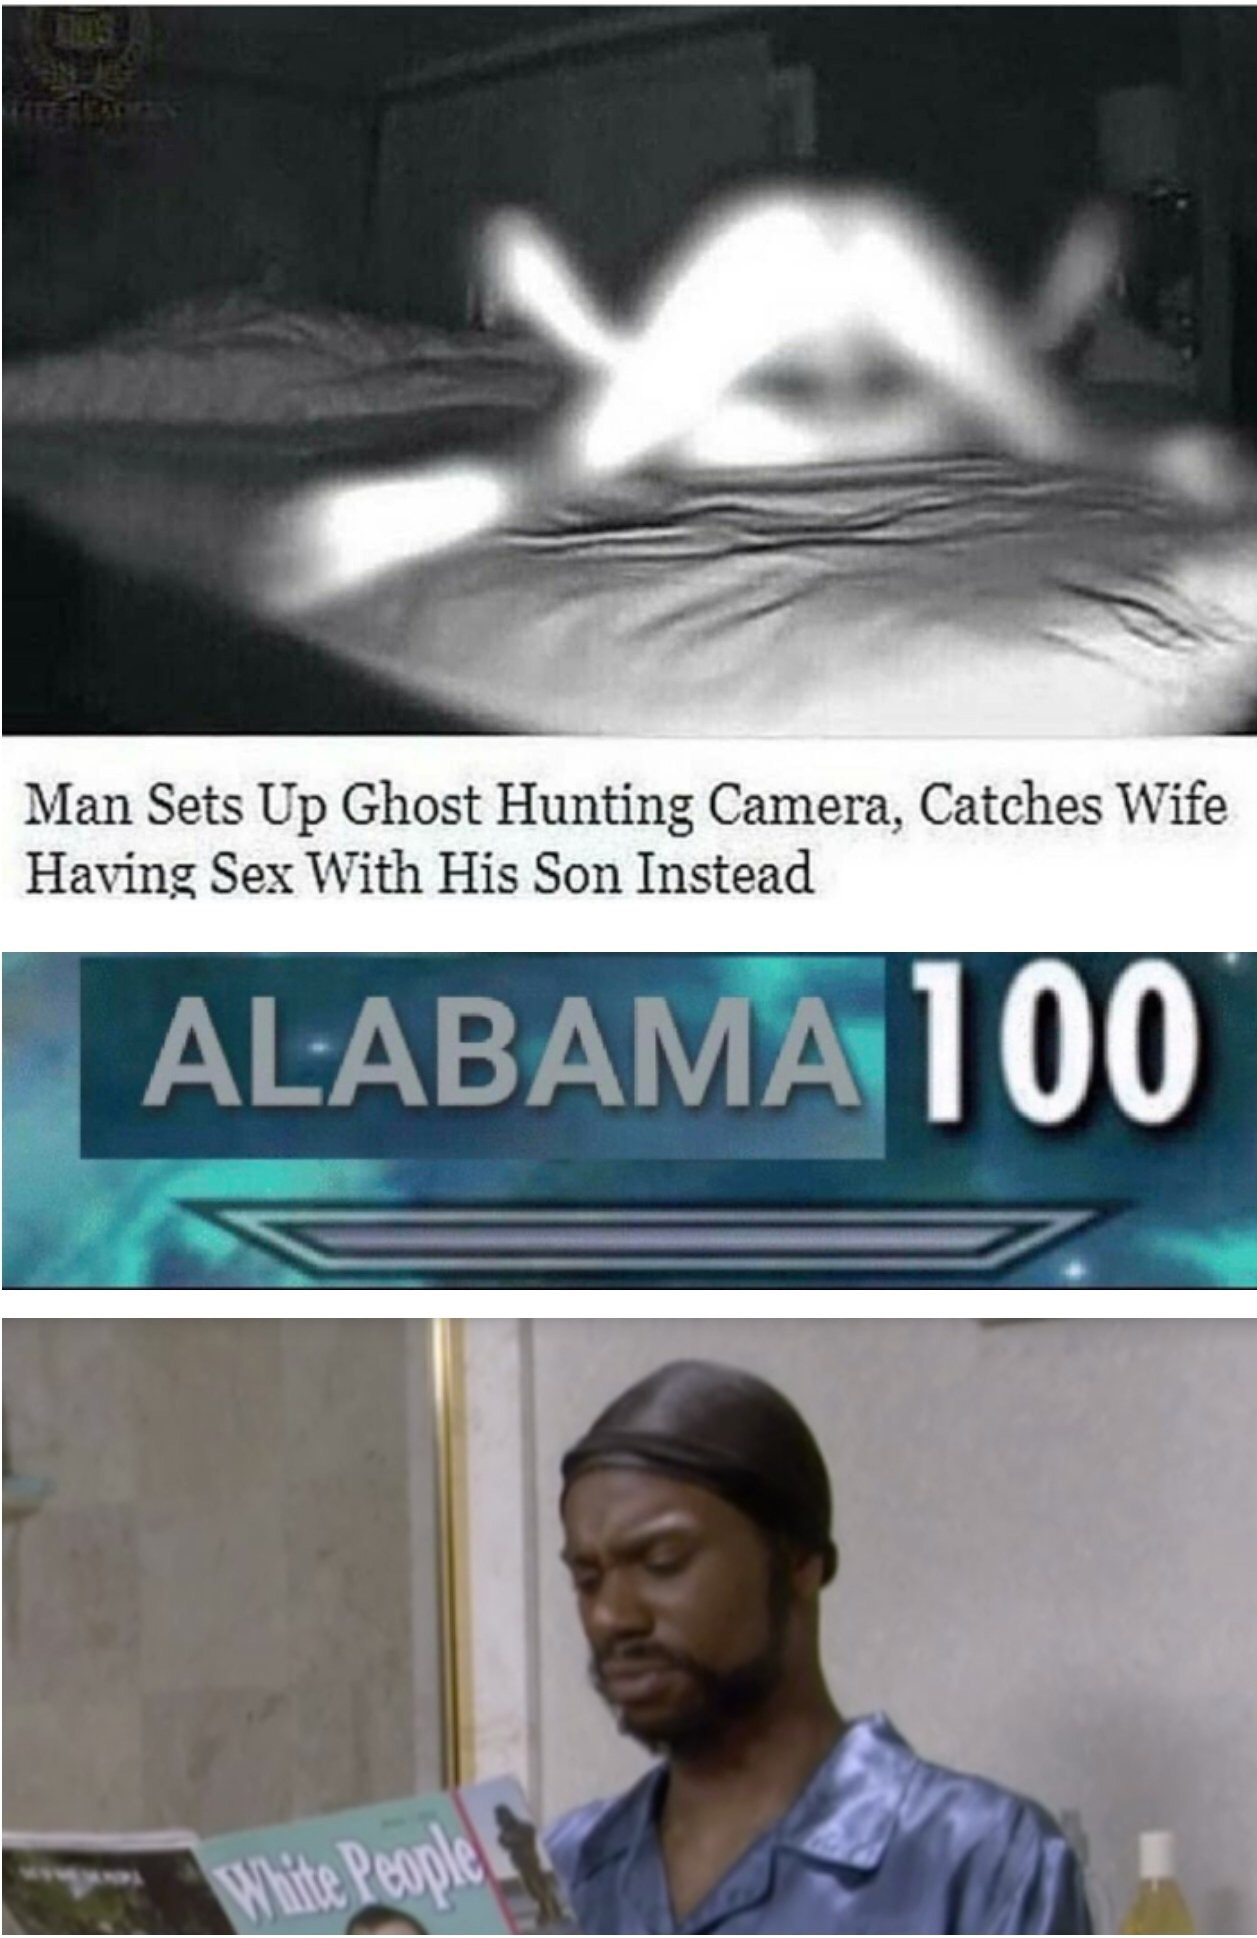 Man Sets Up Ghost Hunting Camera, Catches Wife
Having Sex With His Son Instead
ALABAMA 100
White People